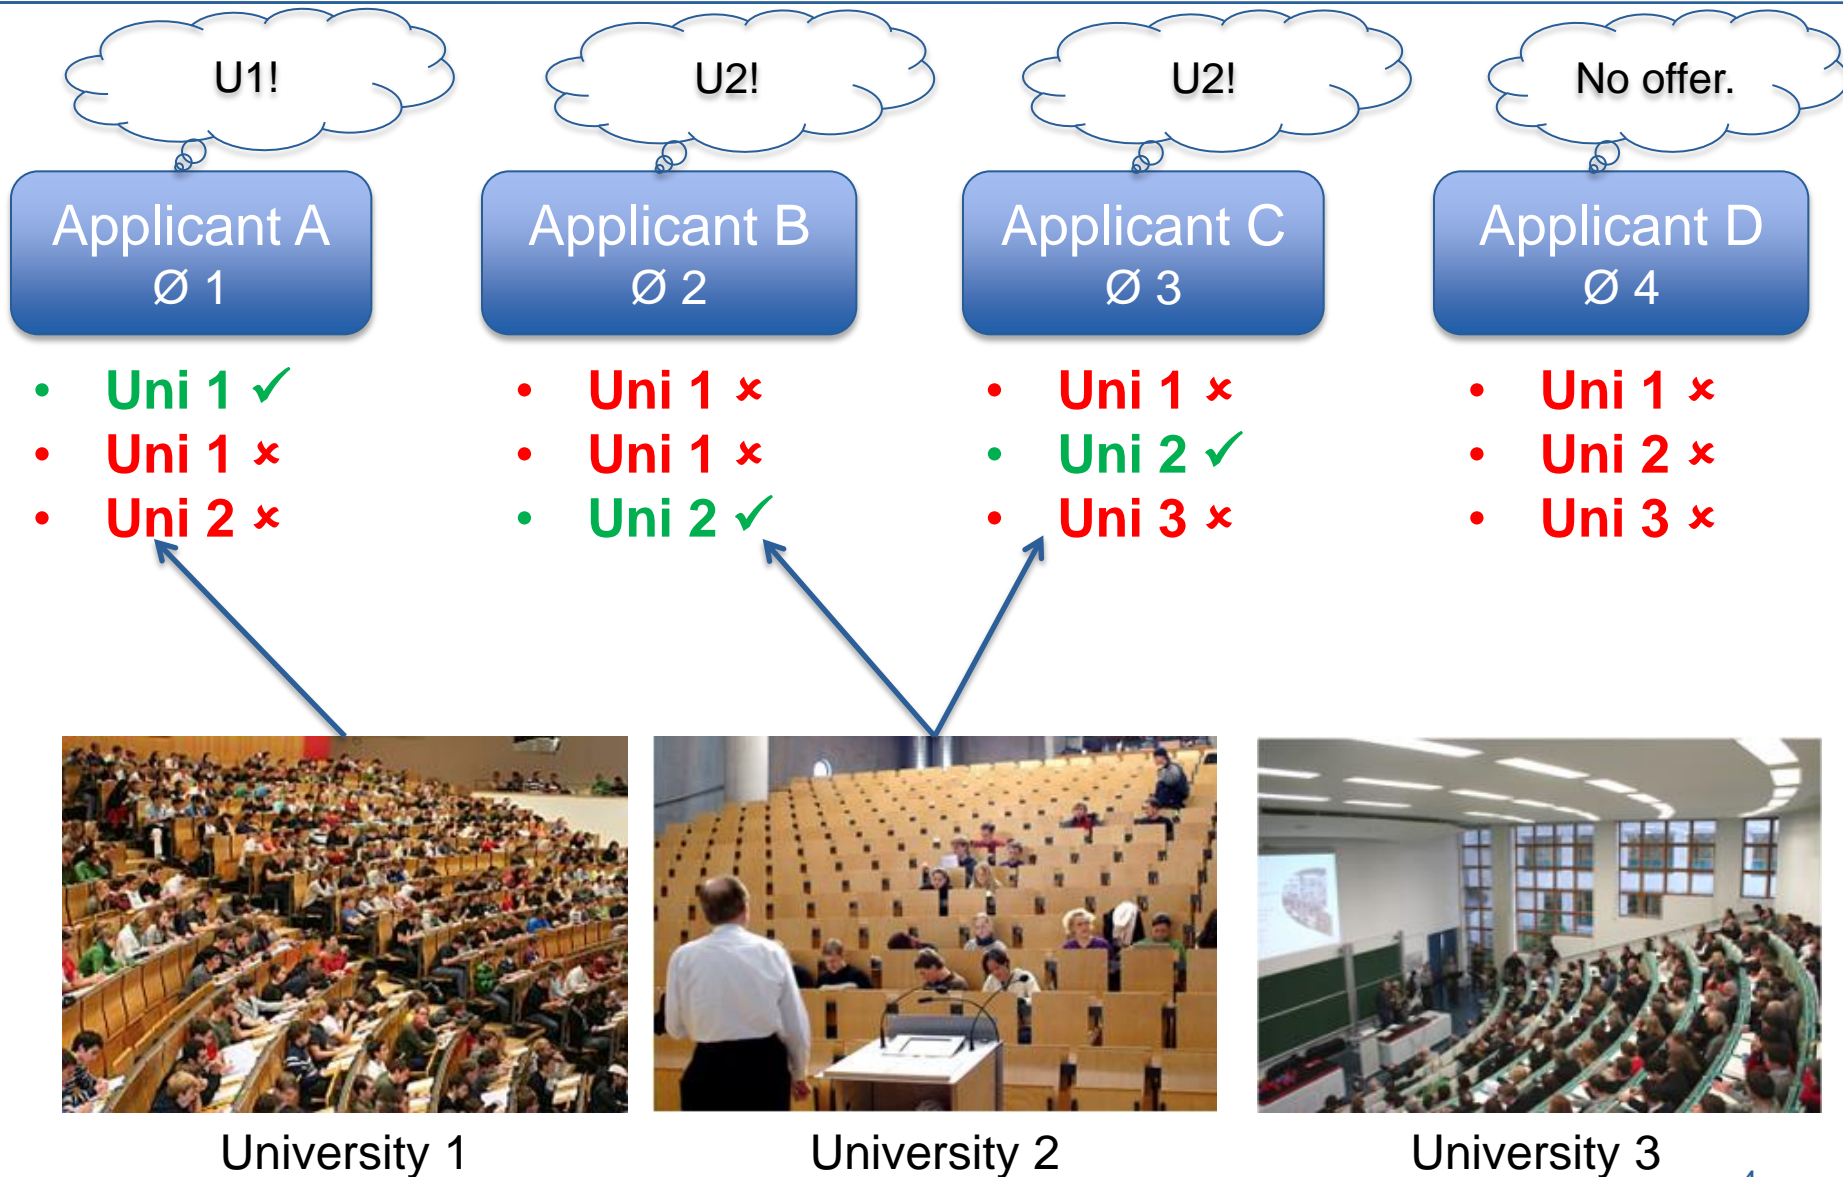 U1!
U2!
U2!
No offer.
Applicant A
Ø 1
Applicant B
Ø 2
Applicant C
Ø 3
Applicant D
Ø 4
• Uni 1 ✓
• Uni 1 ×
• Uni 2 ×
• Uni 1 ×
• Uni 1 ×
• Uni 2 ✓
• Uni 1 ×
• Uni 2 ✓
• Uni 3 ×
• Uni 1 ×
• Uni 2 ×
• Uni 3 ×
University 1
University 2
University 3